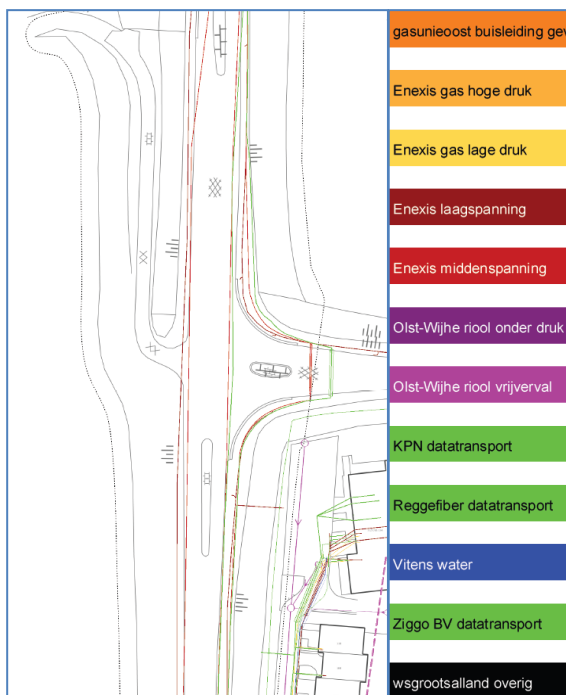 gasunieoost buisleiding gev
Enexis gas hoge druk
Enexis gas lage druk
Enexis laagspanning
Enexis middenspanning
Olst-Wijhe riool onder druk
Olst-Wijhe riool vrijverval
KPN datatransport
Reggefiber datatransport
Vitens water
Ziggo BV datatransport
wsgrootsalland overig